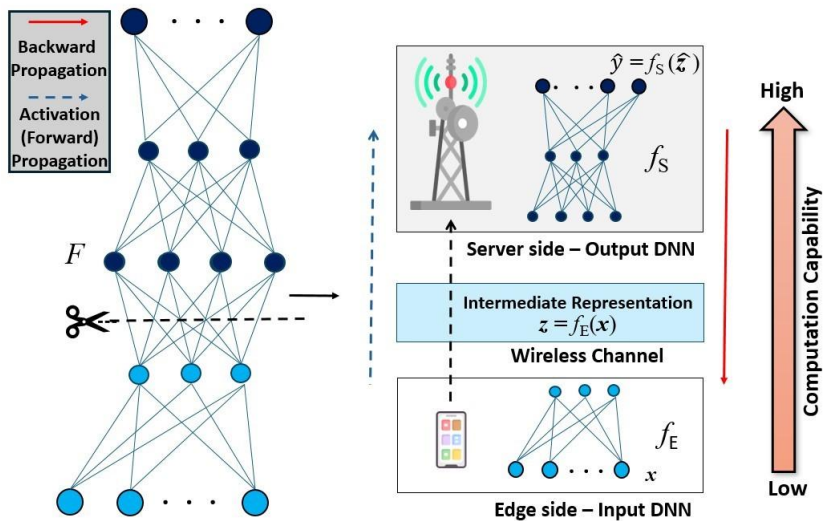 Backward
Propagation
Activation
(Forward)
Propagation
F
ŷ = f_S(ẑ)
f_S
Server side – Output DNN
Intermediate Representation
z = f_E(x)
Wireless Channel
f_E
x
Edge side – Input DNN
High
Computation Capability
Low